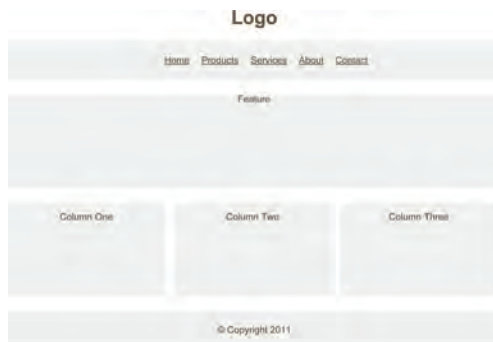 Logo
Home Products Services About Contact
Feature
Column One Column Two Column Three
© Copyright 2011